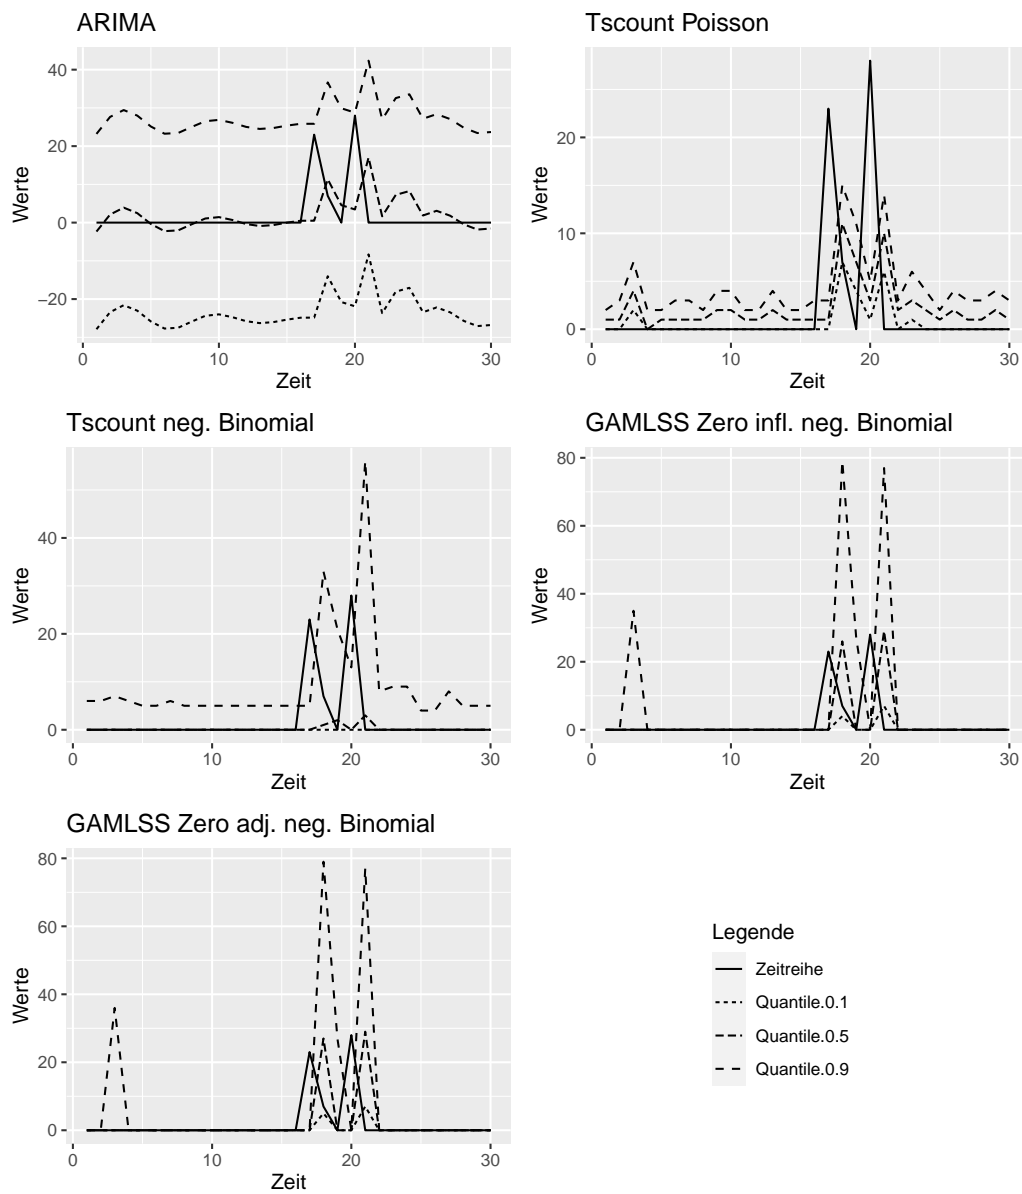 ARIMA
Werte
40
20
0
−20
0
10
20
30
Zeit
Tscount Poisson
Werte
20
10
0
0
10
20
30
Zeit
Tscount neg. Binomial
Werte
40
20
0
0
10
20
30
Zeit
GAMLSS Zero infl. neg. Binomial
Werte
80
60
40
20
0
0
10
20
30
Zeit
GAMLSS Zero adj. neg. Binomial
Werte
80
60
40
20
0
0
10
20
30
Zeit
Legende
Zeitreihe
Quantile.0.1
Quantile.0.5
Quantile.0.9